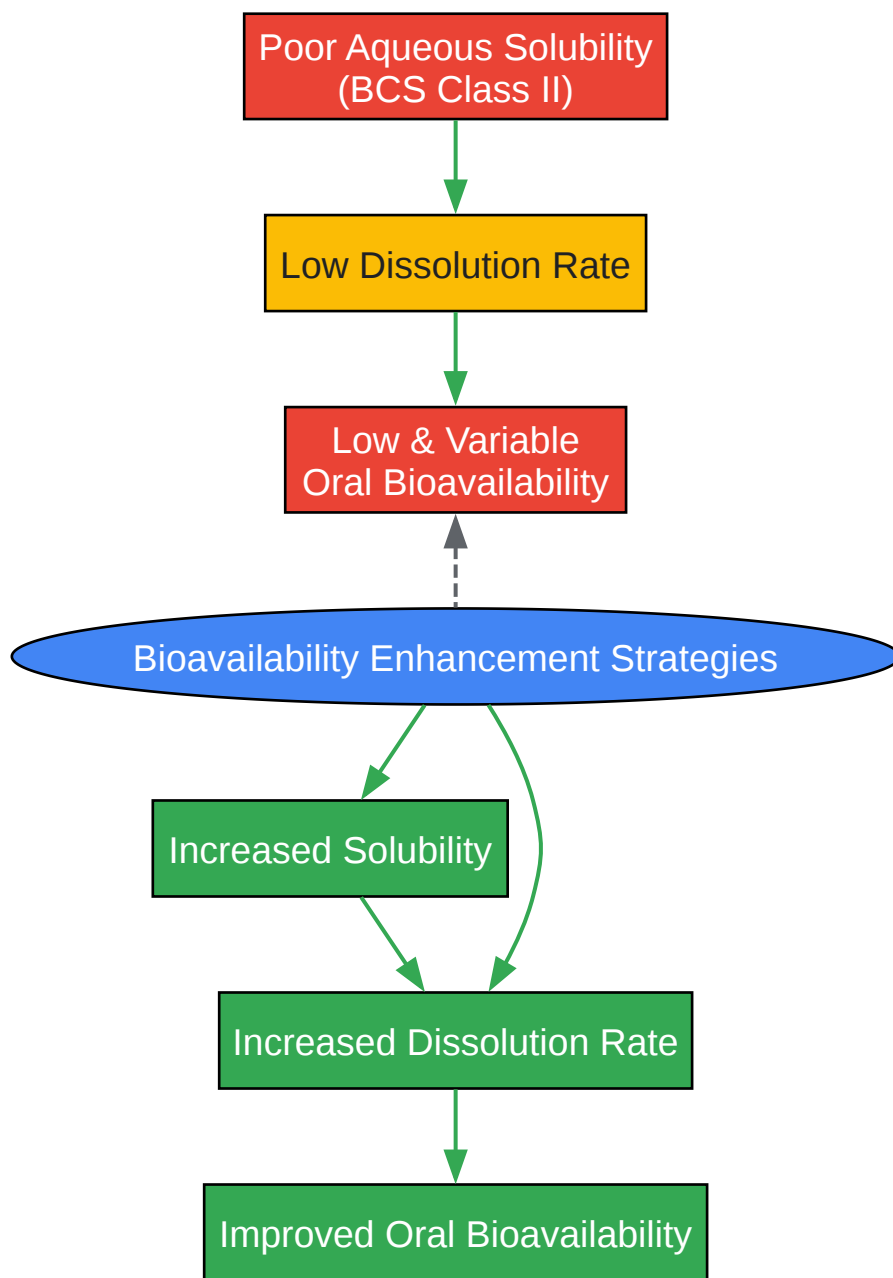 Poor Aqueous Solubility
(BCS Class II)
Low Dissolution Rate
Low & Variable
Oral Bioavailability
Bioavailability Enhancement Strategies
Increased Solubility
Increased Dissolution Rate
Improved Oral Bioavailability